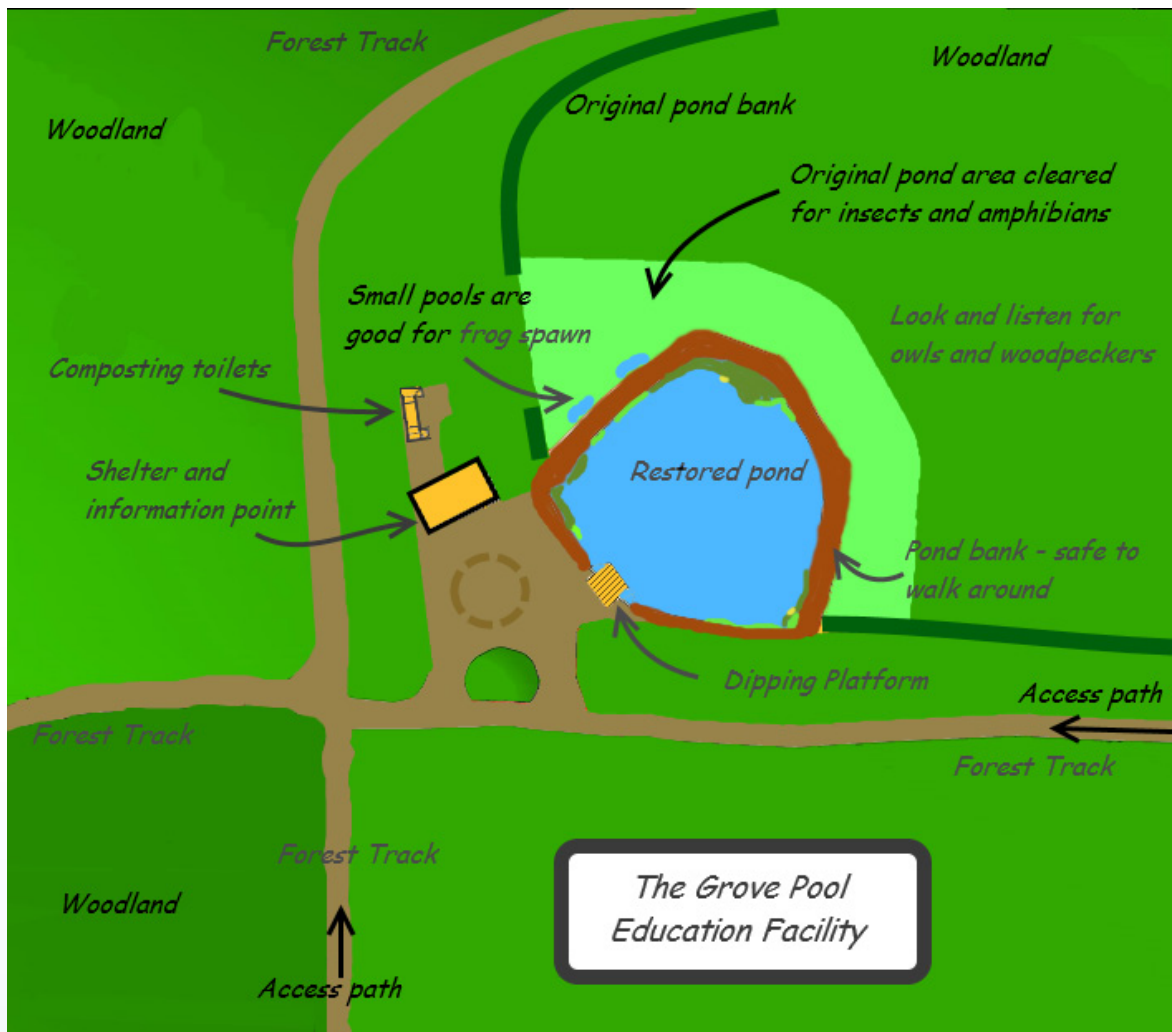 Forest Track
Woodland
Woodland
Original pond bank
Original pond area cleared
for insects and amphibians
Small pools are
good for frog spawn
Look and listen for
owls and woodpeckers
Composting toilets
Shelter and
information point
Restored pond
Pond bank - safe to
walk around
Dipping Platform
Access path
Forest Track
Forest Track
Forest Track
Woodland
Access path
The Grove Pool
Education Facility